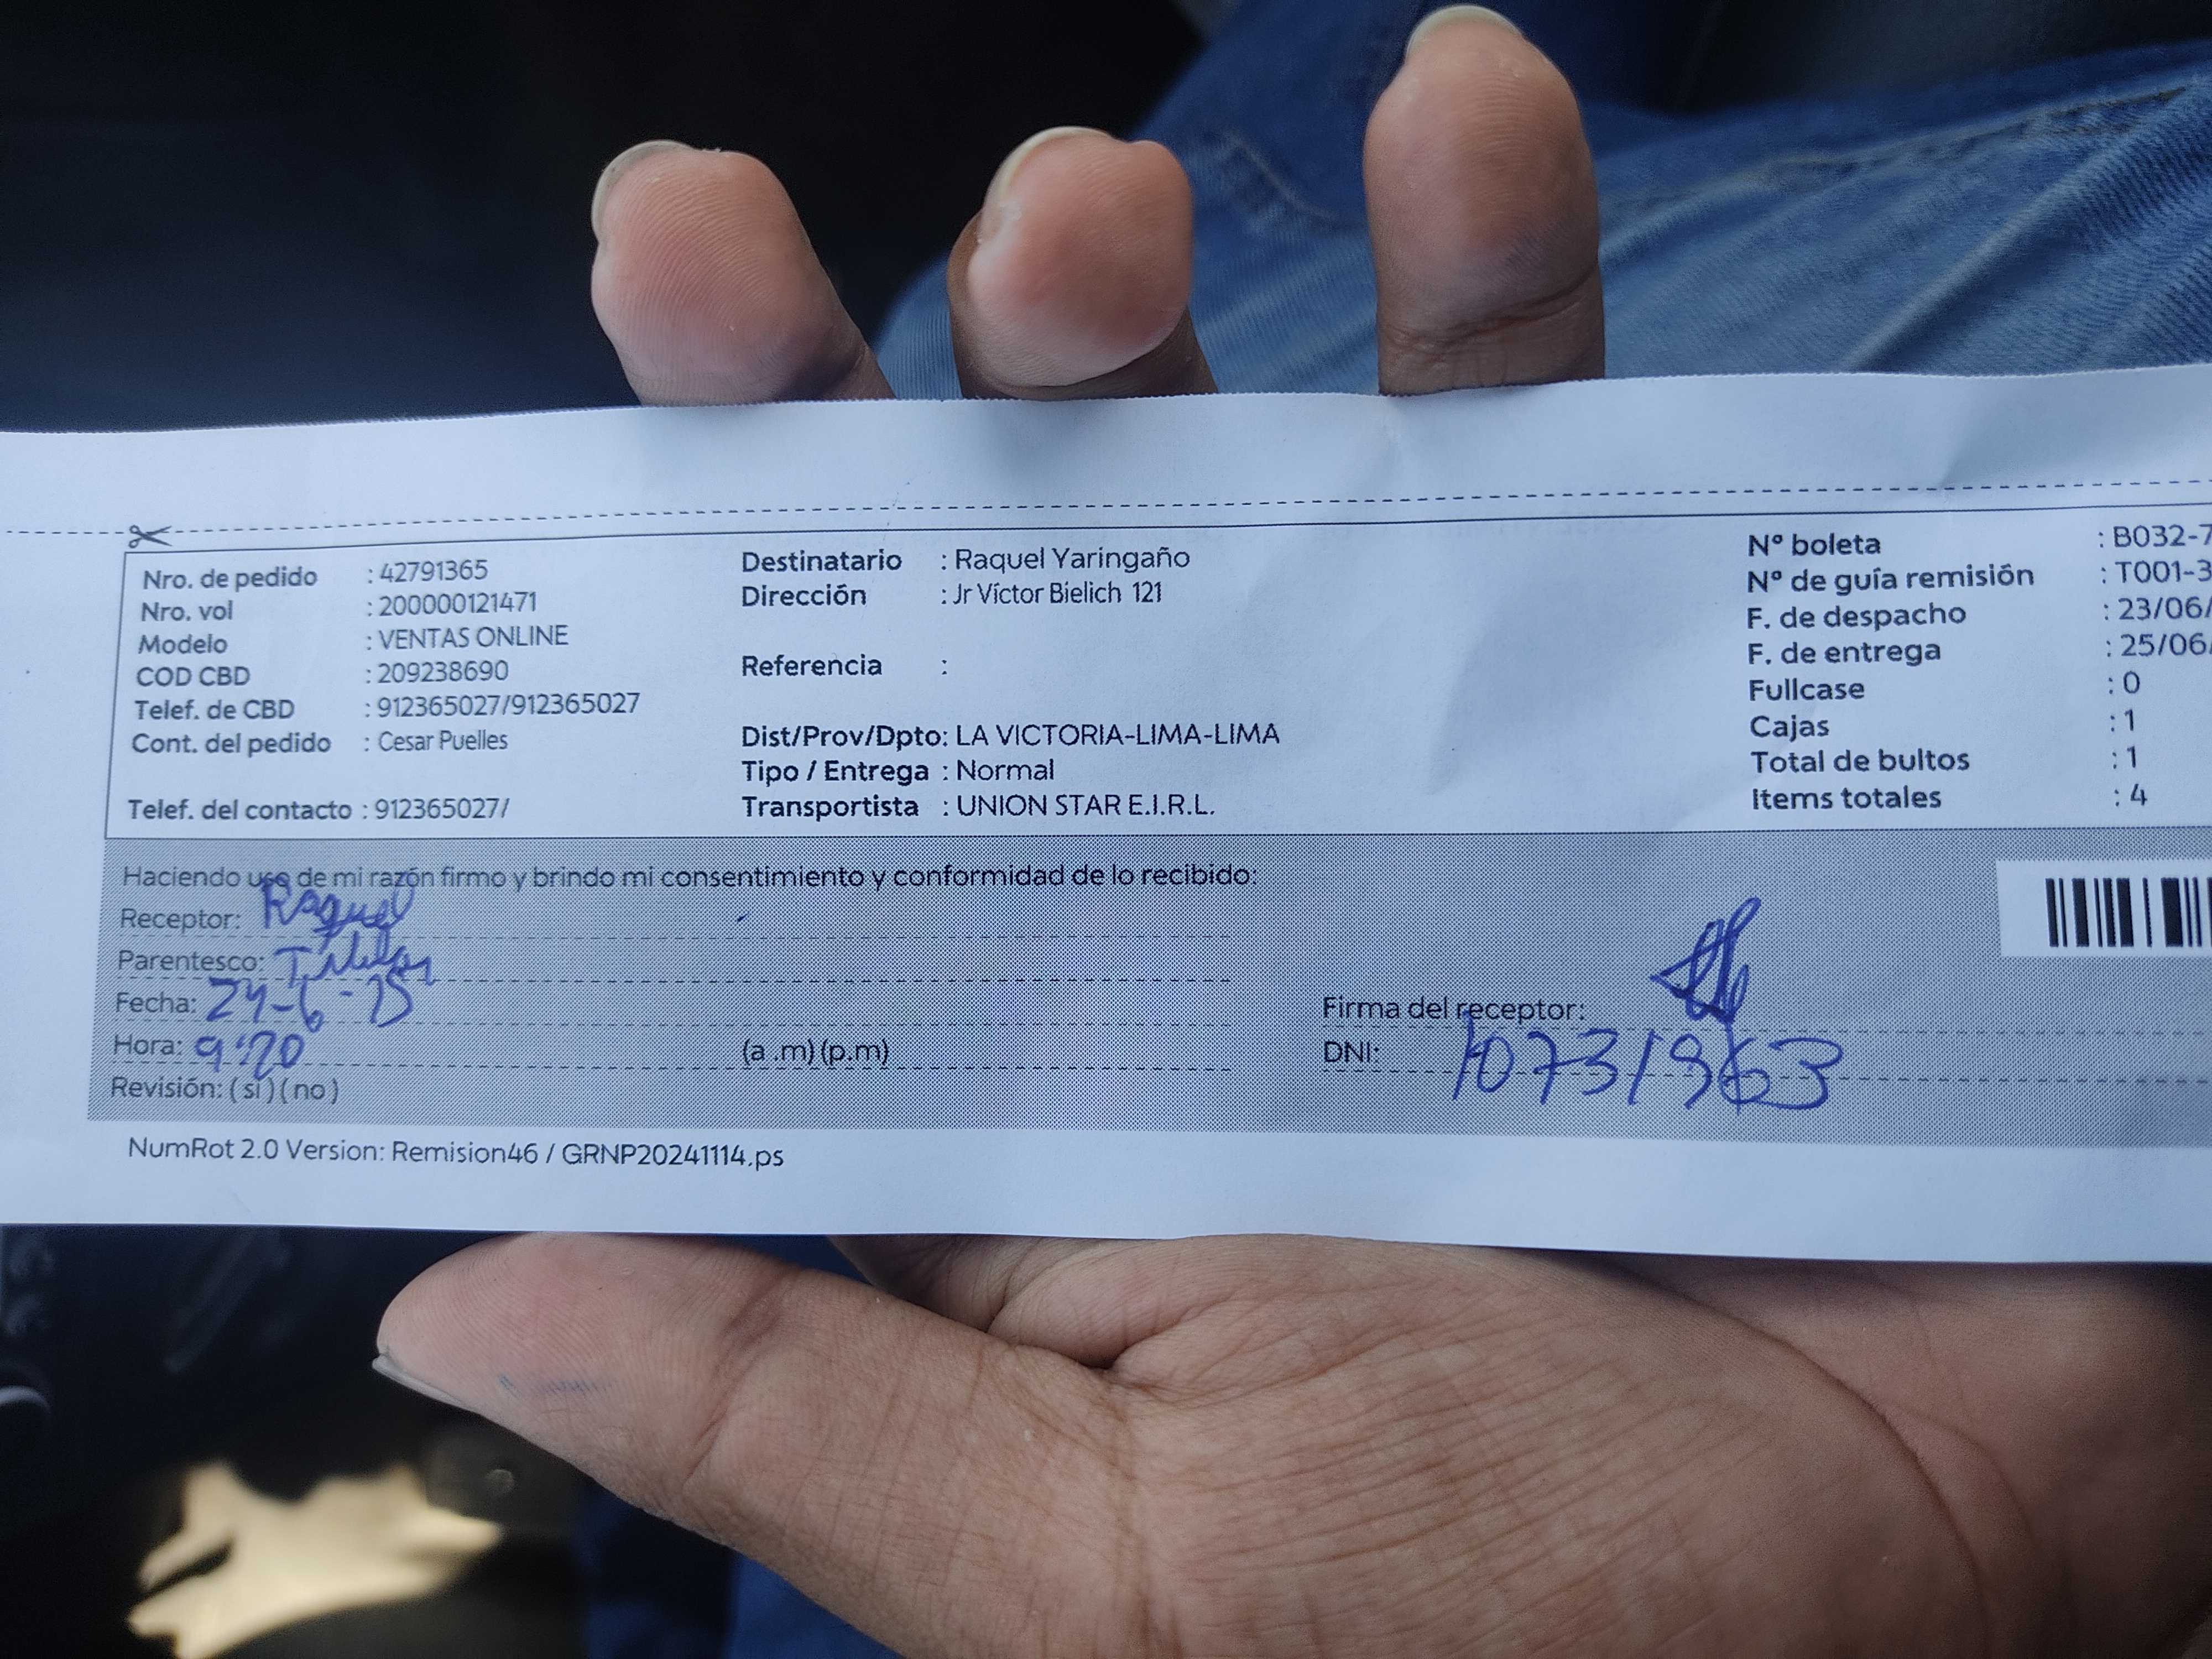 Nro. de pedido : 42791365
Nro. vol : 200000121471
Modelo : VENTAS ONLINE
COD CBD : 209238690
Telef. de CBD : 912365027/912365027
Cont. del pedido : Cesar Puelles
Telef. del contacto : 912365027/
Destinatario : Raquel Yaringaño
Dirección : Jr Víctor Bielich 121
Referencia :
Dist/Prov/Dpto: LA VICTORIA-LIMA-LIMA
Tipo / Entrega : Normal
Transportista : UNION STAR E.I.R.L.
Nº boleta : B032-7
Nº de guía remisión : T001-3
F. de despacho : 23/06/
F. de entrega : 25/06/
Fullcase : 0
Cajas : 1
Total de bultos : 1
Items totales : 4
Haciendo uso de mi razón firmo y brindo mi consentimiento y conformidad de lo recibido:
Receptor: Raquel
Parentesco:
Fecha: 24-6-25
Hora: 9:20 (a .m) (p.m)
Revisión: ( si ) ( no )
Firma del receptor:
DNI: 10731963
NumRot 2.0 Version: Remision46 / GRNP20241114.ps